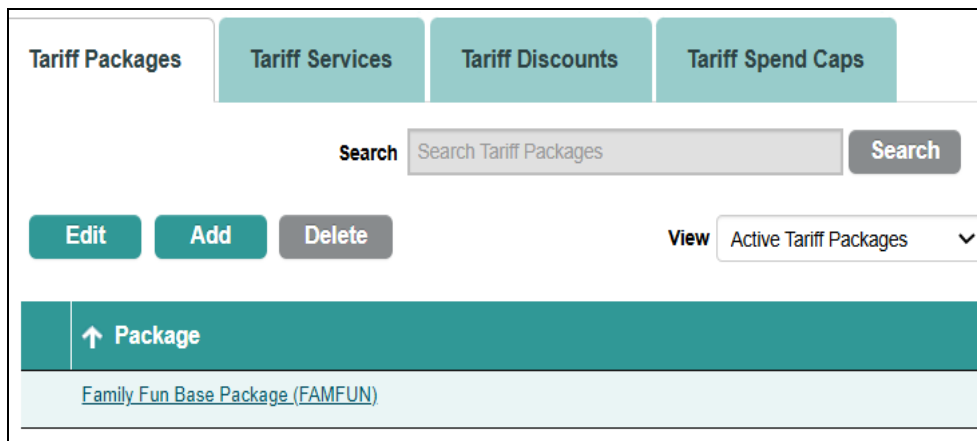 Tariff Packages Tariff Services Tariff Discounts Tariff Spend Caps
Search Search Tariff Packages Search
Edit Add Delete View Active Tariff Packages
Package
Family Fun Base Package (FAMFUN)